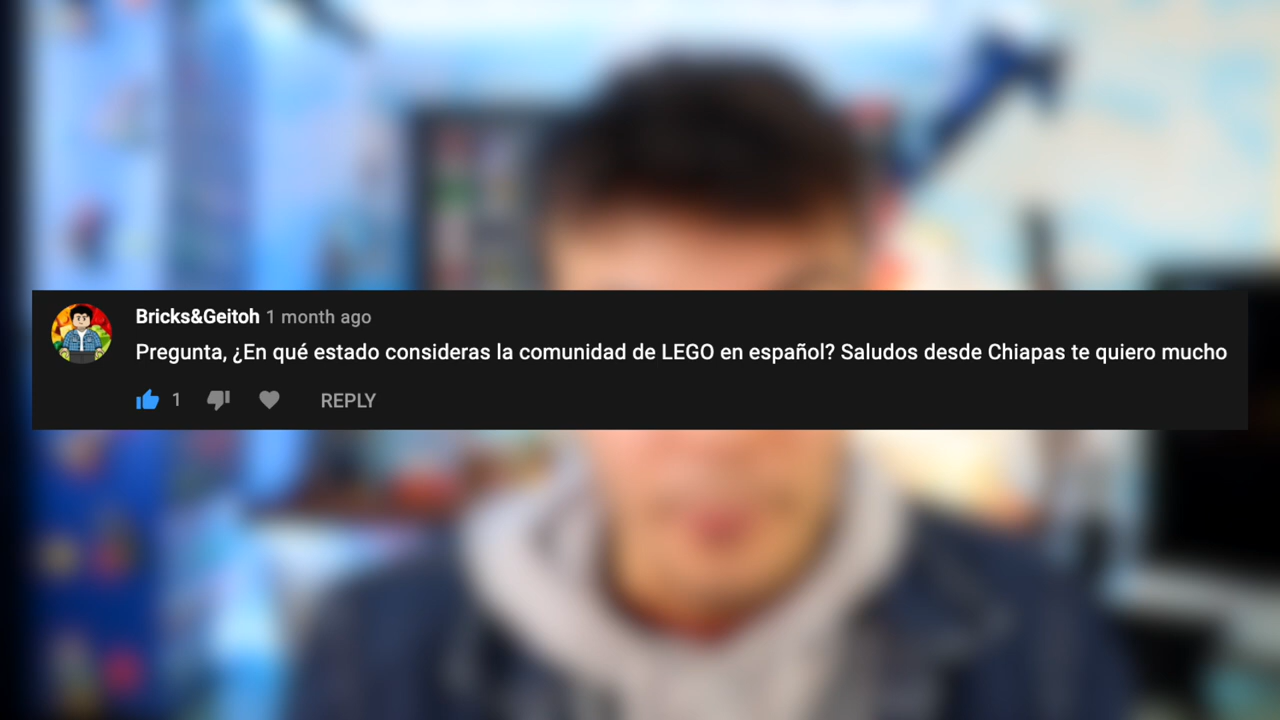 Bricks&Geitoh 1 month ago
Pregunta, ¿En qué estado consideras la comunidad de LEGO en español? Saludos desde Chiapas te quiero mucho
1 REPLY